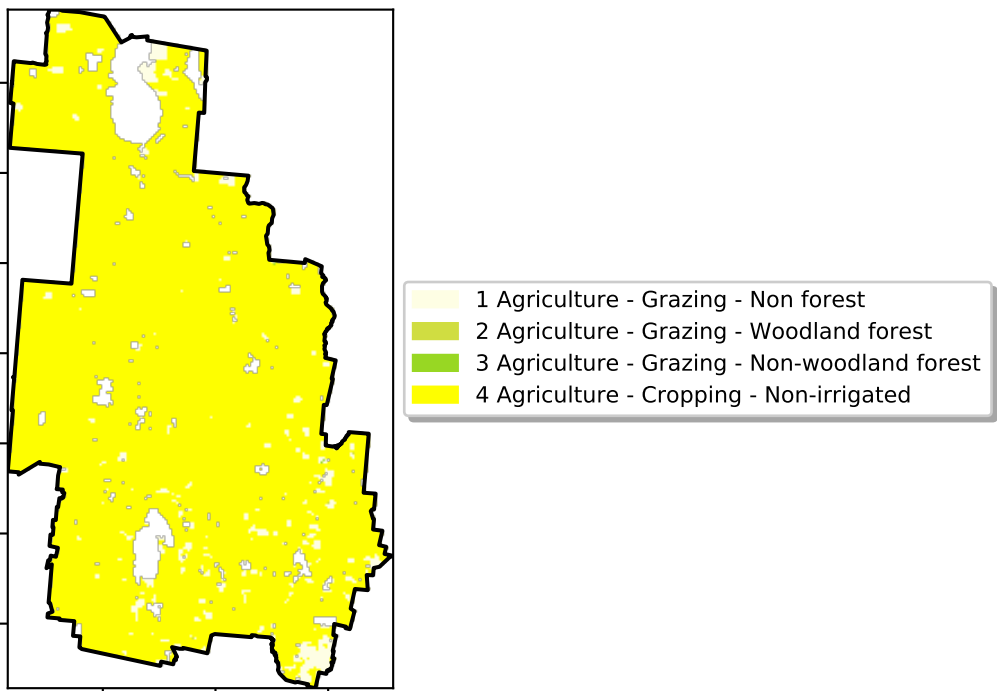 1 Agriculture - Grazing - Non forest
2 Agriculture - Grazing - Woodland forest
3 Agriculture - Grazing - Non-woodland forest
4 Agriculture - Cropping - Non-irrigated